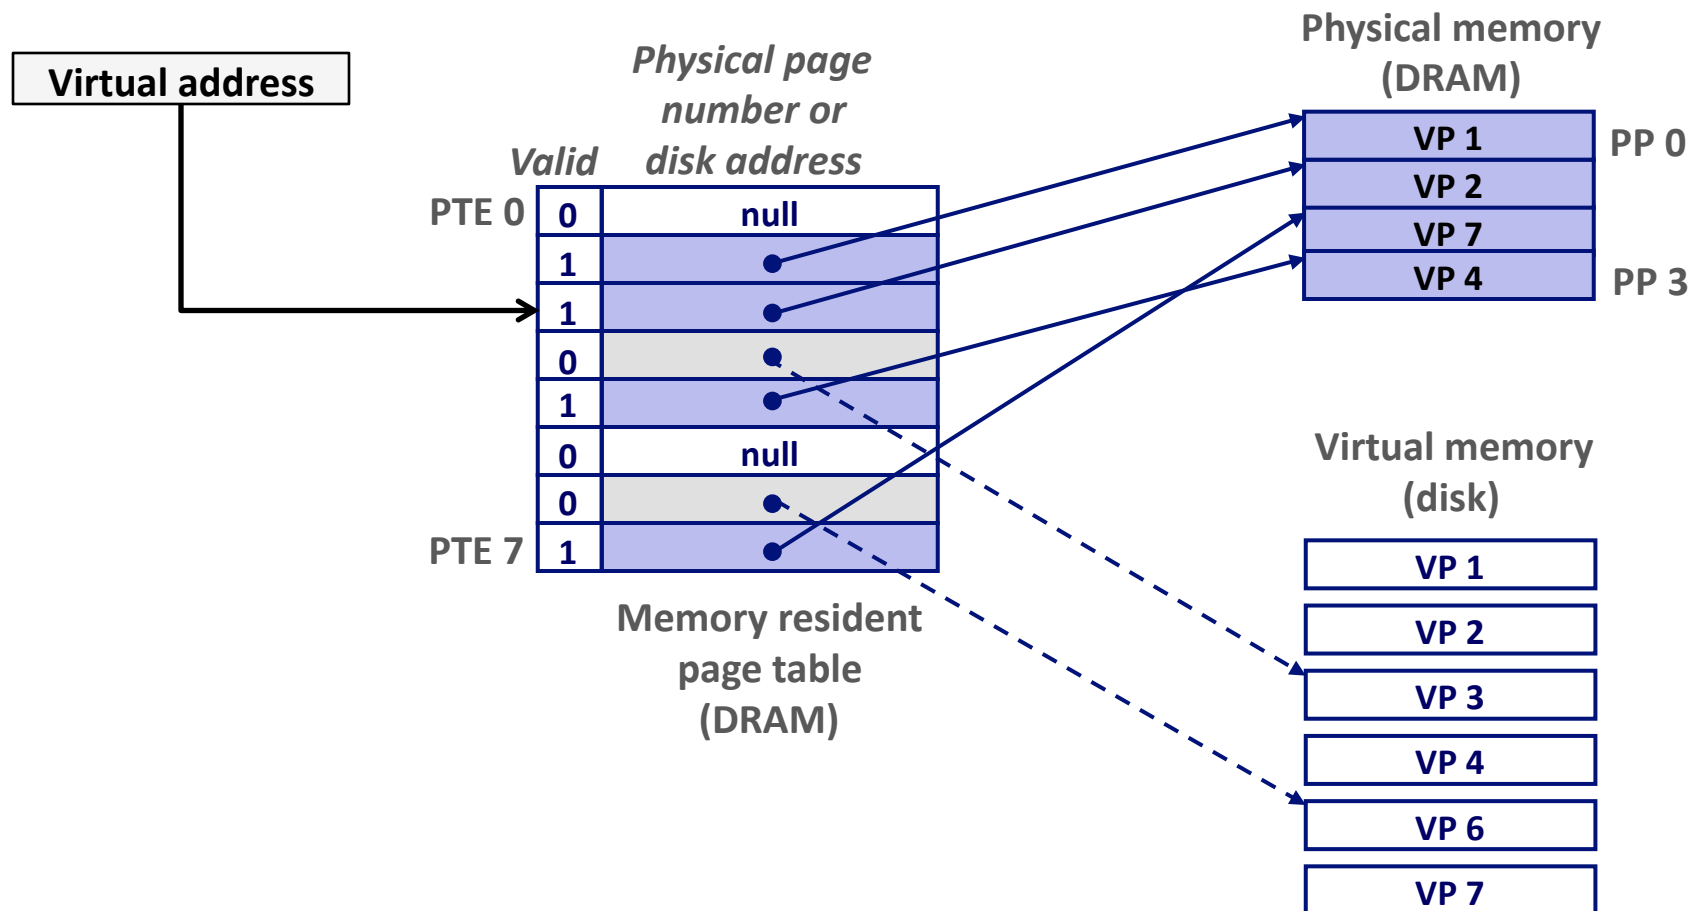 Virtual address
Physical page
number or
disk address
Valid
PTE 0
0
null
1
1
0
1
0
null
0
PTE 7
1
Memory resident
page table
(DRAM)
Physical memory
(DRAM)
VP 1
PP 0
VP 2
VP 7
VP 4
PP 3
Virtual memory
(disk)
VP 1
VP 2
VP 3
VP 4
VP 6
VP 7